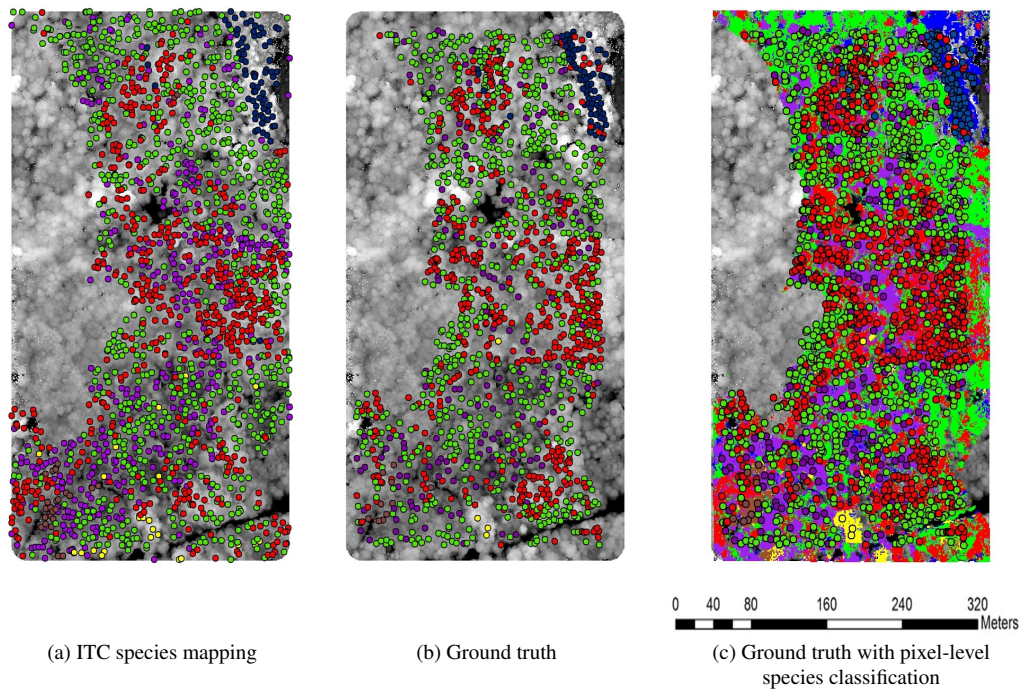 0 40 80 160 240 320
Meters
(a) ITC species mapping
(b) Ground truth
(c) Ground truth with pixel-level
species classification